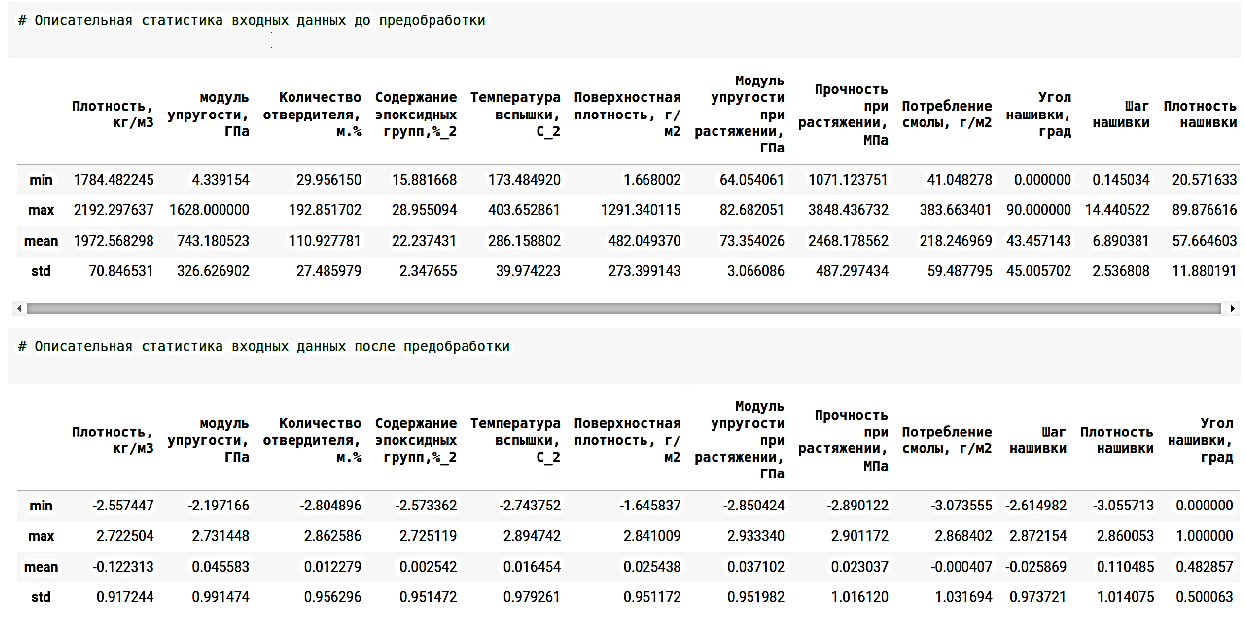 # Описательная статистика входных данных до предобработки
Плотность, кг/м3 модуль упругости, ГПа Количество отвердителя, м.% Содержание эпоксидных групп,%_2 Температура вспышки, С_2 Поверхностная плотность, г/м2 Модуль упругости при растяжении, ГПа Прочность при растяжении, МПа Потребление смолы, г/м2 Угол нашивки, град Шаг нашивки Плотность нашивки
min 1784.482245 4.339154 29.956150 15.881668 173.484920 1.668002 64.054061 1071.123751 41.048278 0.000000 0.145034 20.571633
max 2192.297637 1628.000000 192.851702 28.955094 403.652861 1291.340115 82.682051 3848.436732 383.663401 90.000000 14.440522 89.876616
mean 1972.568298 743.180523 110.927781 22.237431 286.158802 482.049370 73.354026 2468.178562 218.246969 43.457143 6.890381 57.664603
std 70.846531 326.626902 27.485979 2.347655 39.974223 273.399143 3.066086 487.297434 59.487795 45.005702 2.536808 11.880191
# Описательная статистика входных данных после предобработки
Плотность, кг/м3 модуль упругости, ГПа Количество отвердителя, м.% Содержание эпоксидных групп,%_2 Температура вспышки, С_2 Поверхностная плотность, г/м2 Модуль упругости при растяжении, ГПа Прочность при растяжении, МПа Потребление смолы, г/м2 Шаг нашивки Плотность нашивки Угол нашивки, град
min -2.557447 -2.197166 -2.804896 -2.573362 -2.743752 -1.645837 -2.850424 -2.890122 -3.073555 -2.614982 -3.055713 0.000000
max 2.722504 2.731448 2.862586 2.725119 2.894742 2.841009 2.933340 2.901172 2.868402 2.872154 2.860053 1.000000
mean -0.122313 0.045583 0.012279 0.002542 0.016454 0.025438 0.037102 0.023037 -0.000407 -0.025869 0.110485 0.482857
std 0.917244 0.991474 0.956296 0.951472 0.979261 0.951172 0.951982 1.016120 1.031694 0.973721 1.014075 0.500063